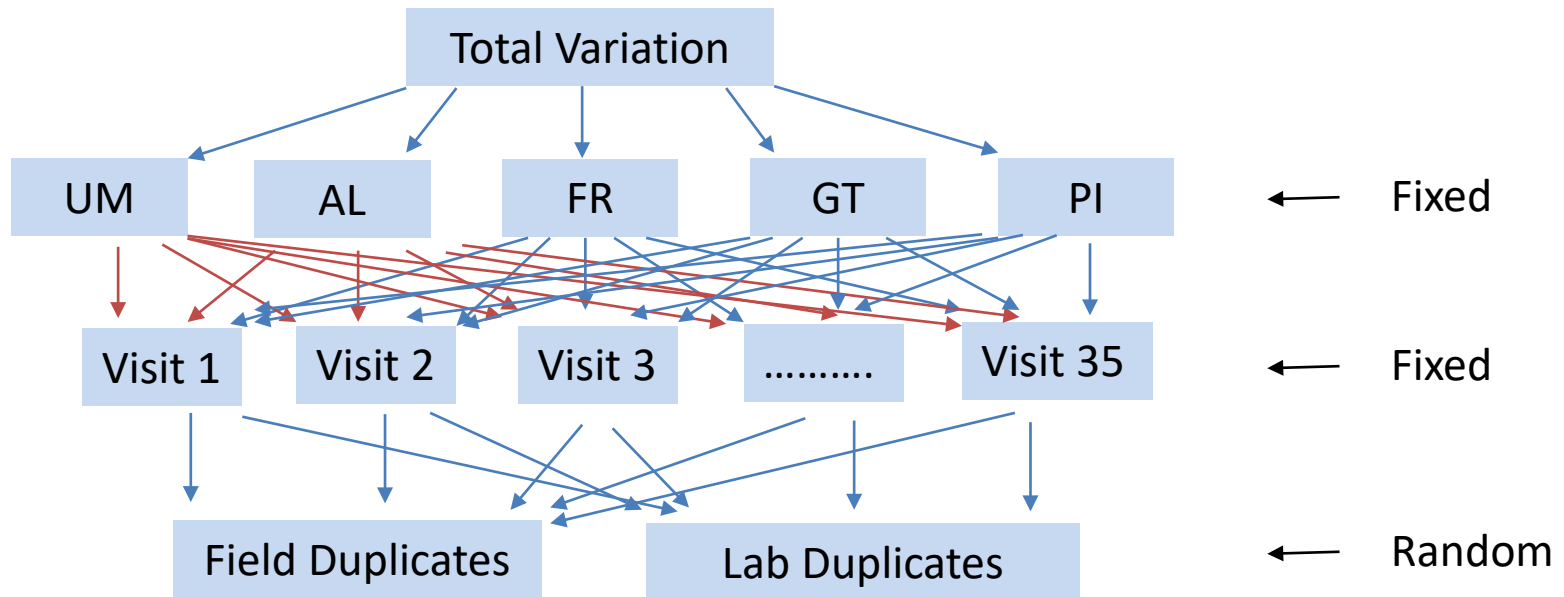 Total Variation
UM AL FR GT PI Fixed
Visit 1 Visit 2 Visit 3 ………. Visit 35 Fixed
Field Duplicates Lab Duplicates Random